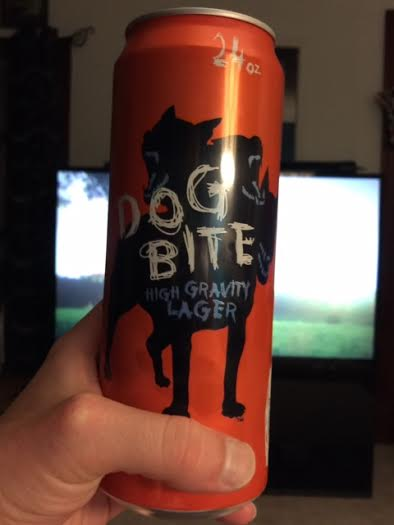 24 oz
DOG
BITE
HIGH GRAVITY
LAGER